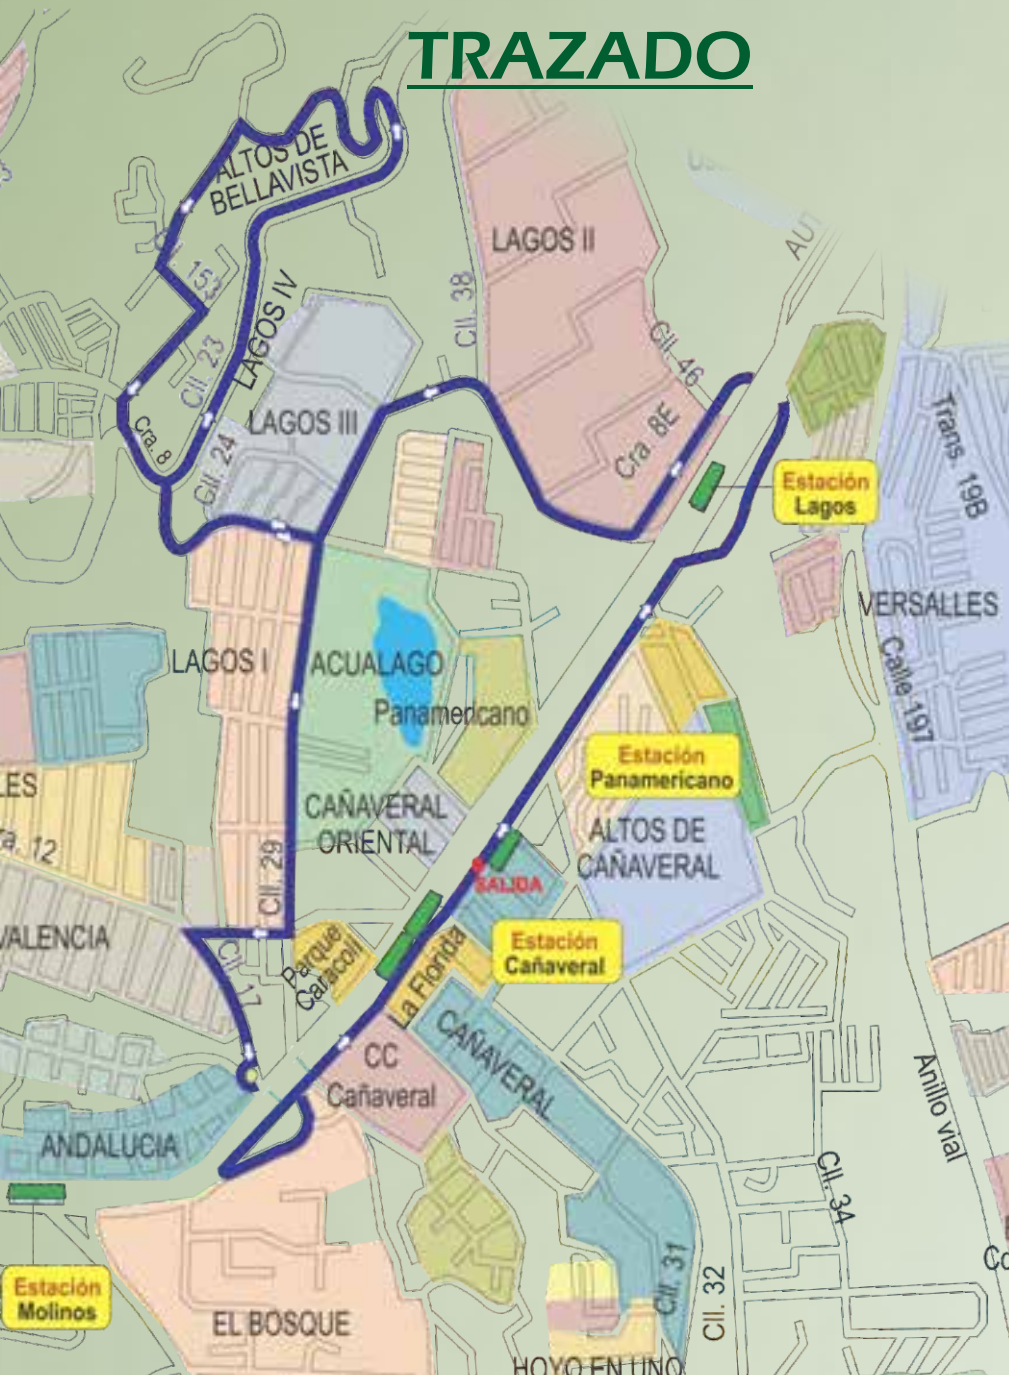 TRAZADO
ALTOS DE
BELLAVISTA
LAGOS II
Cll. 38
153
LAGOS IV
Cll. 23
Cll. 46
LAGOS III
Cra. 8E
Cra. 8
Cll. 24
Estación
Lagos
Trans. 19B
VERSALLES
LAGOS I
ACUALAGO
Panamericano
Calle 197
Estación
Panamericano
CAÑAVERAL
ORIENTAL
ALTOS DE
CAÑAVERAL
12
Cll. 29
SALIDA
VALENCIA
Cll. 17
Parque
Caracolí
La Florida
Estación
Cañaveral
CC
Cañaveral
CAÑAVERAL
Anillo vial
ANDALUCIA
Cll. 34
Estación
Molinos
EL BOSQUE
Cll. 31
Cll. 32
HOYO EN UNO